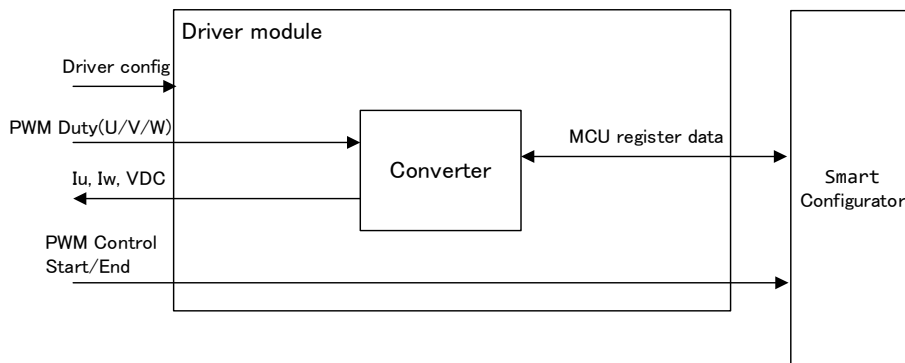 Driver module
Driver config
PWM Duty(U/V/W)
MCU register data
Converter
Iu, Iw, VDC
Smart
Configurator
PWM Control
Start/End